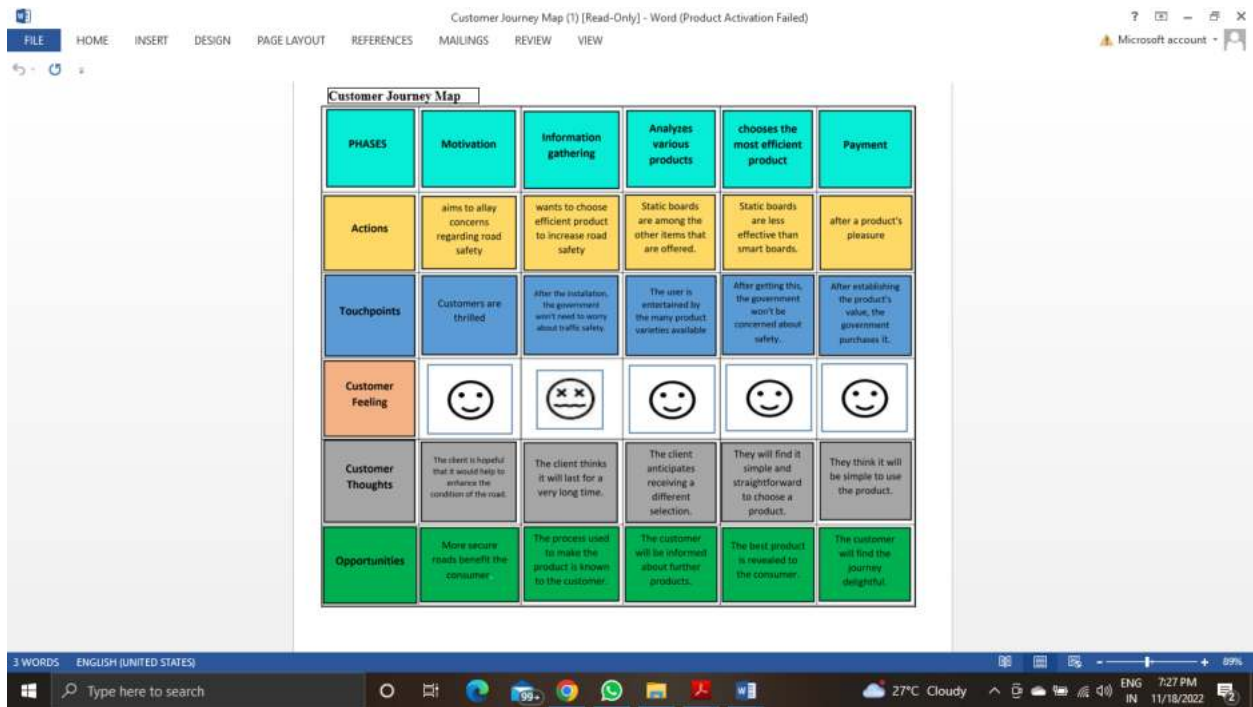 Customer Journey Map (1) [Read-Only] - Word (Product Activation Failed)
FILE HOME INSERT DESIGN PAGE LAYOUT REFERENCES MAILINGS REVIEW VIEW
Microsoft account
Customer Journey Map
PHASES
Motivation
Information
gathering
Analyzes
various
products
chooses the
most efficient
product
Payment
Actions
aims to allay
concerns
regarding road
safety
wants to choose
efficient product
to increase road
safety
Static boards
are among the
other items that
are offered.
Static boards
are less
effective than
smart boards.
after a product's
pleasure
Touchpoints
Customers are
thrilled
After the installation,
the government
won't need to worry
about traffic safety.
The user is
entertained by
the many product
varieties available
After getting this,
the government
won't be
concerned about
safety.
After establishing
the product's
value, the
government
purchases it.
Customer
Feeling
Customer
Thoughts
The client is hopeful
that it would help to
enhance the
condition of the road.
The client thinks
it will last for a
very long time.
The client
anticipates
receiving a
different
selection.
They will find it
simple and
straightforward
to choose a
product.
They think it will
be simple to use
the product.
Opportunities
More secure
roads benefit the
consumer.
The process used
to make the
product is known
to the customer.
The customer
will be informed
about further
products.
The best product
is revealed to
the consumer.
The customer
will find the
journey
delightful.
3 WORDS ENGLISH (UNITED STATES)
89%
Type here to search
99+
27°C Cloudy
ENG
IN
7:27 PM
11/18/2022
2